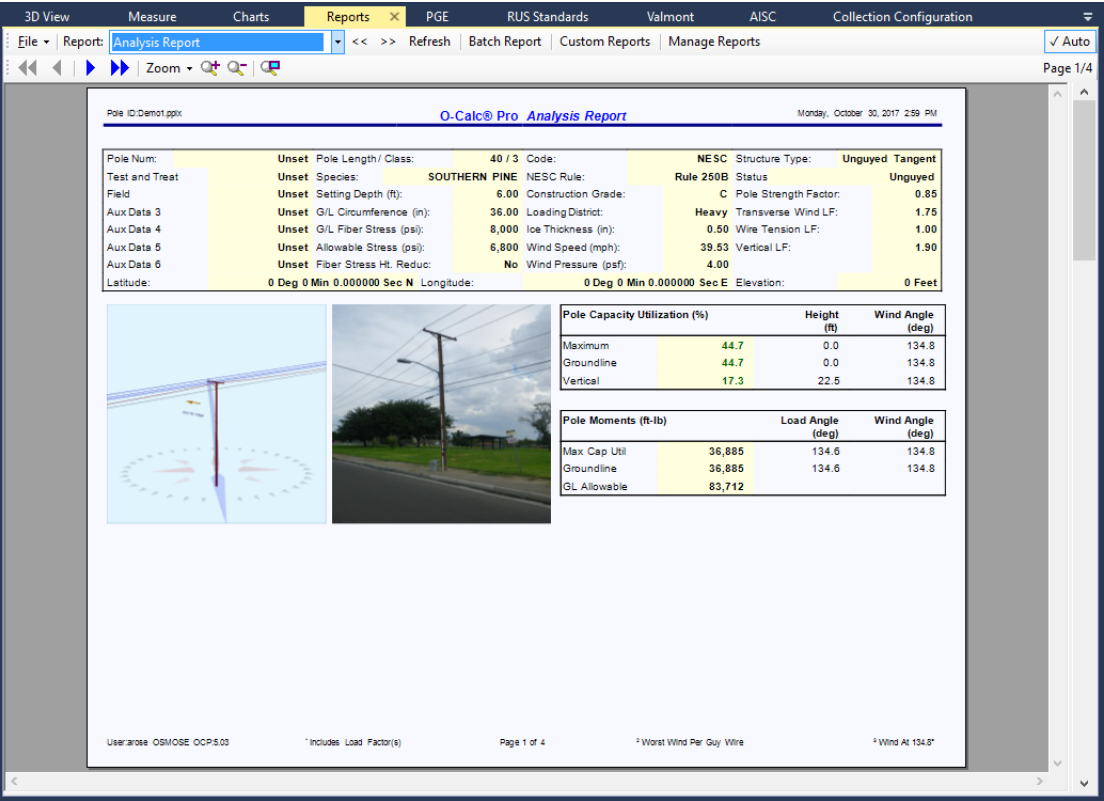 3D View Measure Charts Reports × PGE RUS Standards Valmont AISC Collection Configuration
File Report: Analysis Report << >> Refresh Batch Report Custom Reports Manage Reports ✓ Auto
Zoom Page 1/4
Pole ID:Demo1.pplx O-Calc® Pro Analysis Report Monday, October 30, 2017 2:59 PM
Pole Num: Unset Pole Length / Class: 40 / 3 Code: NESC Structure Type: Unguyed Tangent
Test and Treat Unset Species: SOUTHERN PINE NESC Rule: Rule 250B Status Unguyed
Field Unset Setting Depth (ft): 6.00 Construction Grade: C Pole Strength Factor: 0.85
Aux Data 3 Unset G/L Circumference (in): 36.00 Loading District: Heavy Transverse Wind LF: 1.75
Aux Data 4 Unset G/L Fiber Stress (psi): 8,000 Ice Thickness (in): 0.50 Wire Tension LF: 1.00
Aux Data 5 Unset Allowable Stress (psi): 6,800 Wind Speed (mph): 39.53 Vertical LF: 1.90
Aux Data 6 Unset Fiber Stress Ht. Reduc: No Wind Pressure (psf): 4.00
Latitude: 0 Deg 0 Min 0.000000 Sec N Longitude: 0 Deg 0 Min 0.000000 Sec E Elevation: 0 Feet
Pole Capacity Utilization (%) Height (ft) Wind Angle (deg)
Maximum 44.7 0.0 134.8
Groundline 44.7 0.0 134.8
Vertical 17.3 22.5 134.8
Pole Moments (ft-lb) Load Angle (deg) Wind Angle (deg)
Max Cap Util 36,885 134.6 134.8
Groundline 36,885 134.6 134.8
GL Allowable 83,712
User:arose OSMOSE OCP:5.03 * Includes Load Factor(s) Page 1 of 4 ² Worst Wind Per Guy Wire ³ Wind At 134.8°